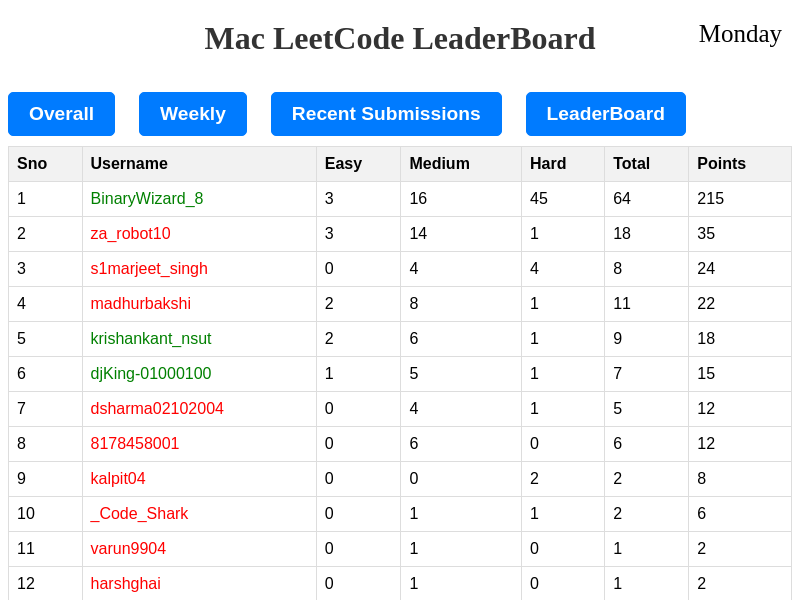 Mac LeetCode LeaderBoard
Monday
Overall Weekly Recent Submissions LeaderBoard
Sno Username Easy Medium Hard Total Points
1 BinaryWizard_8 3 16 45 64 215
2 za_robot10 3 14 1 18 35
3 s1marjeet_singh 0 4 4 8 24
4 madhurbakshi 2 8 1 11 22
5 krishankant_nsut 2 6 1 9 18
6 djKing-01000100 1 5 1 7 15
7 dsharma02102004 0 4 1 5 12
8 8178458001 0 6 0 6 12
9 kalpit04 0 0 2 2 8
10 _Code_Shark 0 1 1 2 6
11 varun9904 0 1 0 1 2
12 harshghai 0 1 0 1 2